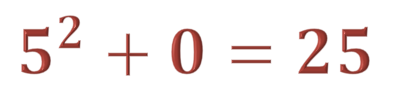 5² + 0 = 25